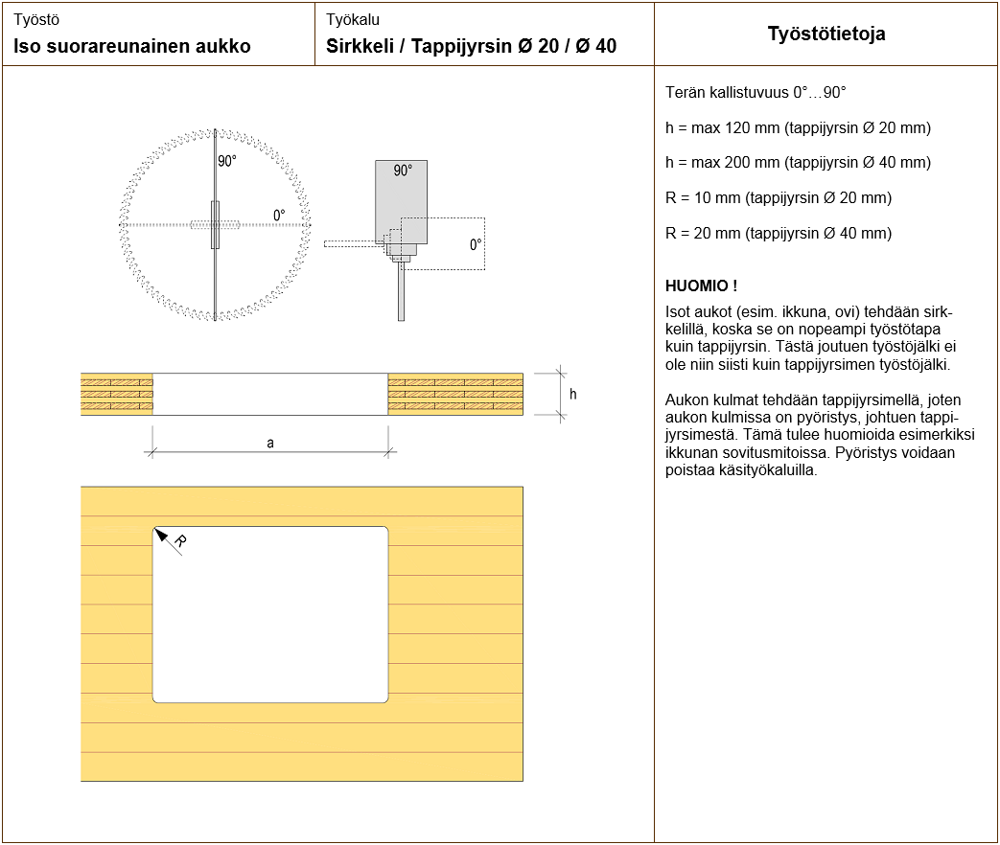 Työstö
Iso suorareunainen aukko
Työkalu
Sirkkeli / Tappijyrsin Ø 20 / Ø 40
Työstötietoja
90°
0°
90°
0°
h
a
R
Terän kallistuvuus 0°…90°
h = max 120 mm (tappijyrsin Ø 20 mm)
h = max 200 mm (tappijyrsin Ø 40 mm)
R = 10 mm (tappijyrsin Ø 20 mm)
R = 20 mm (tappijyrsin Ø 40 mm)
HUOMIO !
Isot aukot (esim. ikkuna, ovi) tehdään sirk-
kelillä, koska se on nopeampi työstötapa
kuin tappijyrsin. Tästä joutuen työstöjälki ei
ole niin siisti kuin tappijyrsimen työstöjälki.
Aukon kulmat tehdään tappijyrsimellä, joten
aukon kulmissa on pyöristys, johtuen tappi-
jyrsimestä. Tämä tulee huomioida esimerkiksi
ikkunan sovitusmitoissa. Pyöristys voidaan
poistaa käsityökaluilla.